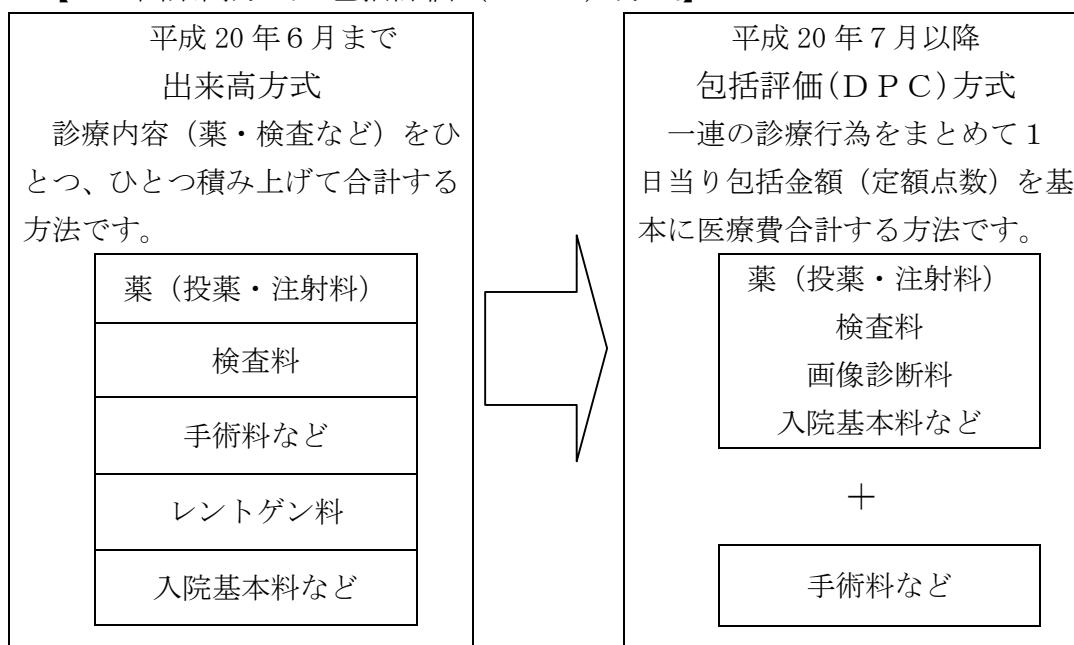 平成 20 年６月まで
出来高方式
診療内容（薬・検査など）をひ
とつ、ひとつ積み上げて合計する
方法です。
薬（投薬・注射料）
検査料
手術料など
レントゲン料
入院基本料など
平成 20 年７月以降
包括評価(ＤＰＣ)方式
一連の診療行為をまとめて１
日当り包括金額（定額点数）を基
本に医療費合計する方法です。
薬（投薬・注射料）
検査料
画像診断料
入院基本料など
＋
手術料など